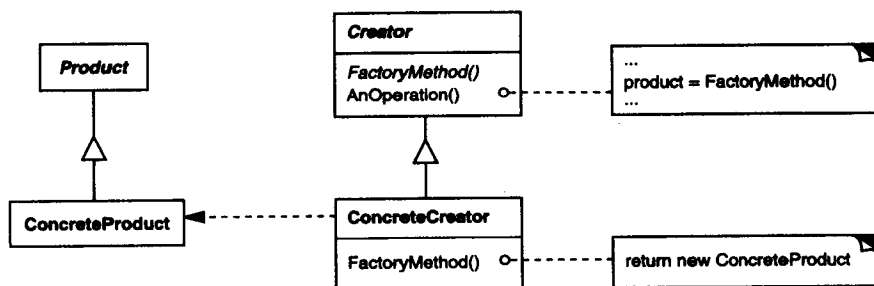 Product
ConcreteProduct
Creator
FactoryMethod()
AnOperation()
...
product = FactoryMethod()
...
ConcreteCreator
FactoryMethod()
return new ConcreteProduct